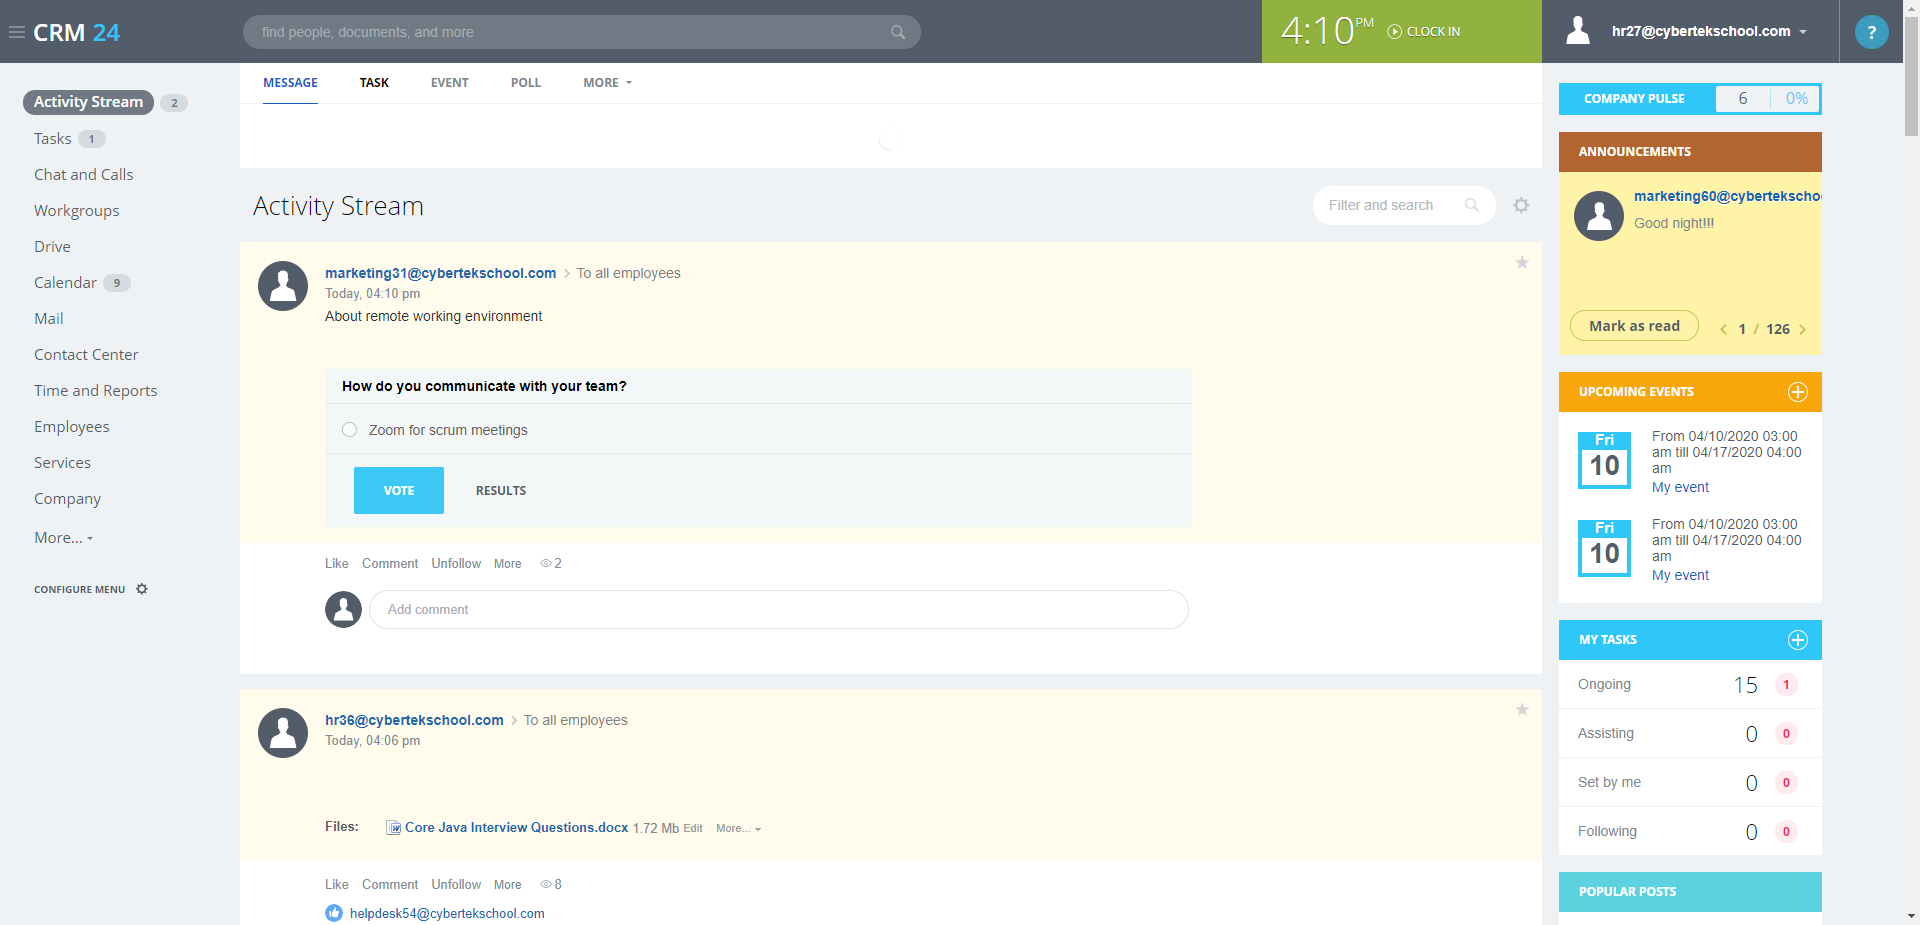 CRM 24
find people, documents, and more
4:10 PM
CLOCK IN
hr27@cybertekschool.com
?
Activity Stream 2
Tasks 1
Chat and Calls
Workgroups
Drive
Calendar 9
Mail
Contact Center
Time and Reports
Employees
Services
Company
More...
CONFIGURE MENU
MESSAGE TASK EVENT POLL MORE
Activity Stream
Filter and search
marketing31@cybertekschool.com To all employees
Today, 04:10 pm
About remote working environment
How do you communicate with your team?
Zoom for scrum meetings
VOTE RESULTS
Like Comment Unfollow More 2
Add comment
hr36@cybertekschool.com To all employees
Today, 04:06 pm
Files: Core Java Interview Questions.docx 1.72 Mb Edit More...
Like Comment Unfollow More 8
helpdesk54@cybertekschool.com
COMPANY PULSE 6 0%
ANNOUNCEMENTS
marketing60@cybertekscho
Good night!!!
Mark as read 1 / 126
UPCOMING EVENTS
Fri
10
From 04/10/2020 03:00
am till 04/17/2020 04:00
am
My event
Fri
10
From 04/10/2020 03:00
am till 04/17/2020 04:00
am
My event
MY TASKS
Ongoing 15 1
Assisting 0 0
Set by me 0 0
Following 0 0
POPULAR POSTS